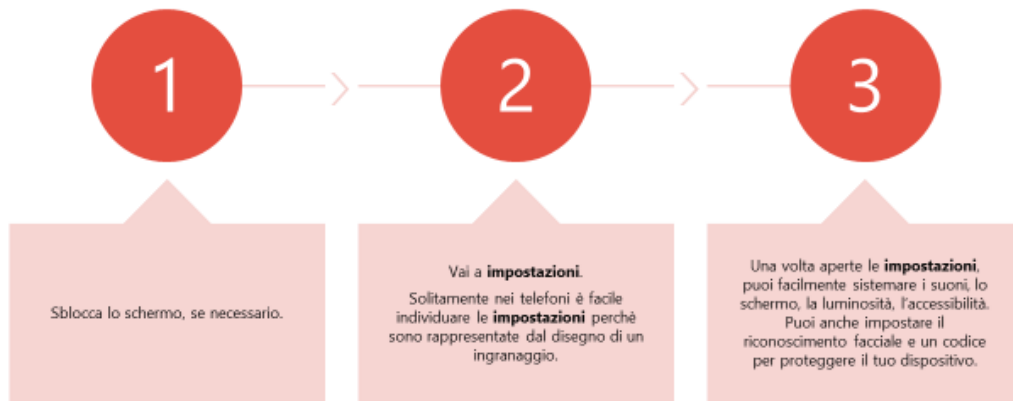 1
Sblocca lo schermo, se necessario.
2
Vai a impostazioni.
Solitamente nei telefoni è facile
individuare le impostazioni perché
sono rappresentate dal disegno di un
ingranaggio.
3
Una volta aperte le impostazioni,
puoi facilmente sistemare i suoni, lo
schermo, la luminosità, l'accessibilità.
Puoi anche impostare il
riconoscimento facciale e un codice
per proteggere il tuo dispositivo.